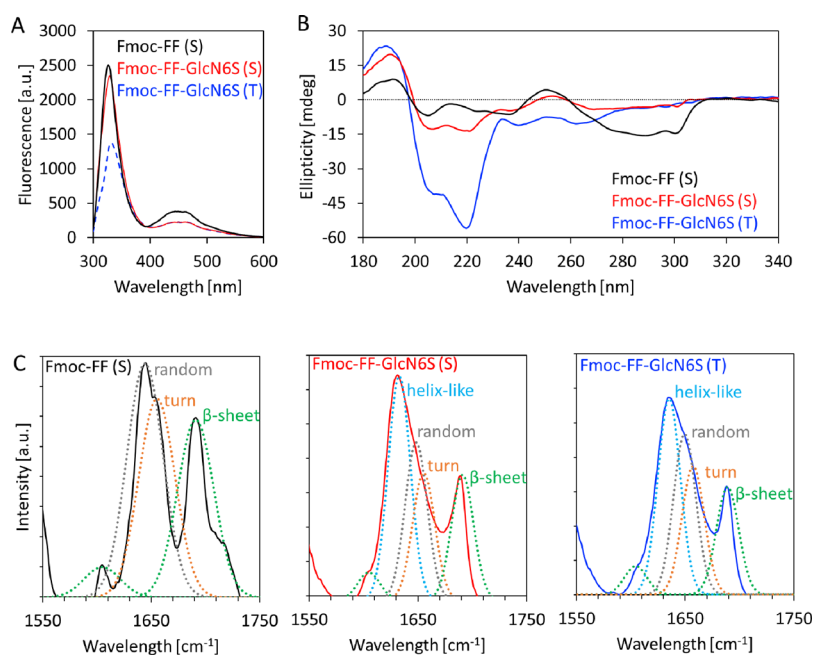 A
Fmoc-FF (S)
Fmoc-FF-GlcN6S (S)
Fmoc-FF-GlcN6S (T)
Fluorescence [a.u.]
3000
2500
2000
1500
1000
500
0
300 400 500 600
Wavelength [nm]
B
Ellipticity [mdeg]
30
15
0
-15
-30
-45
-60
Fmoc-FF (S)
Fmoc-FF-GlcN6S (S)
Fmoc-FF-GlcN6S (T)
180 200 220 240 260 280 300 320 340
Wavelength [nm]
C
Intensity [a.u.]
Fmoc-FF (S)
random
turn
β-sheet
1550 1650 1750
Wavelength [cm-1]
Fmoc-FF-GlcN6S (S)
helix-like
random
turn
β-sheet
1550 1650 1750
Wavelength [cm-1]
Fmoc-FF-GlcN6S (T)
helix-like
random
turn
β-sheet
1550 1650 1750
Wavelength [cm-1]